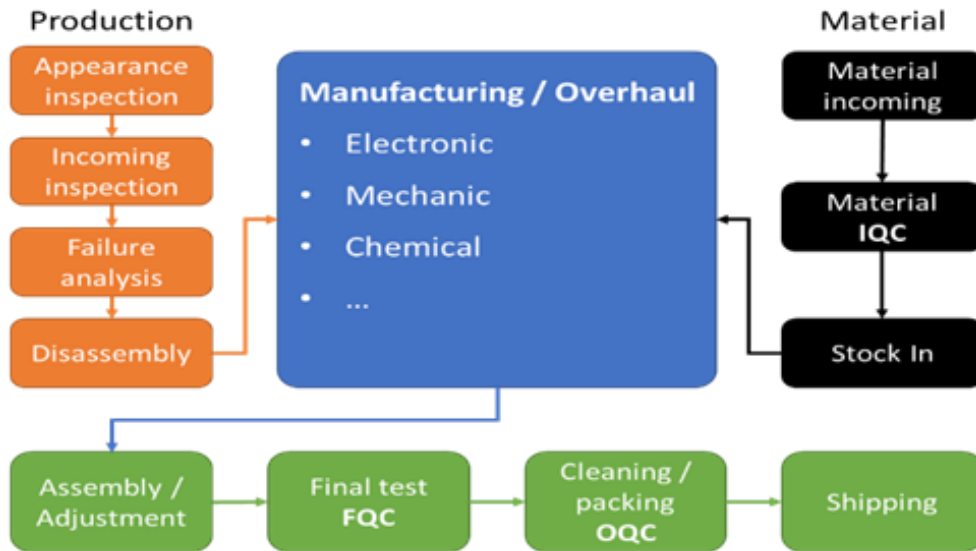 Production
Appearance
inspection
Incoming
inspection
Failure
analysis
Disassembly
Manufacturing / Overhaul
• Electronic
• Mechanic
• Chemical
• ...
Material
Material
incoming
Material
IQC
Stock In
Assembly /
Adjustment
Final test
FQC
Cleaning /
packing
OQC
Shipping